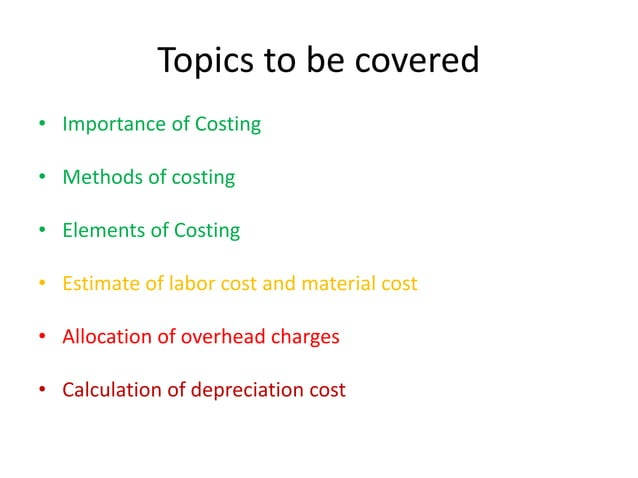 Topics to be covered
• Importance of Costing
• Methods of costing
• Elements of Costing
• Estimate of labor cost and material cost
• Allocation of overhead charges
• Calculation of depreciation cost